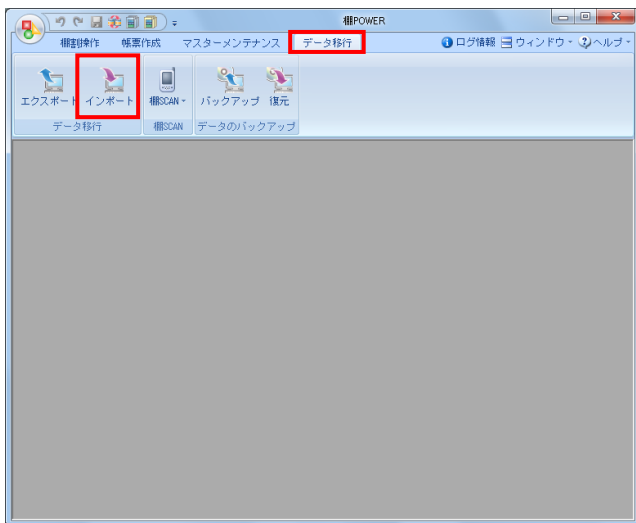 棚POWER
棚割操作 帳票作成 マスターメンテナンス データ移行 ログ情報 ウィンドウ ヘルプ
エクスポート インポート 棚SCAN バックアップ 復元
データ移行 棚SCAN データのバックアップ